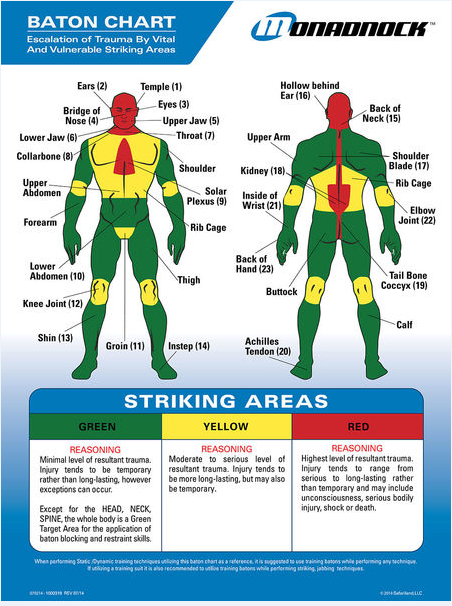 BATON CHART
Escalation of Trauma By Vital
And Vulnerable Striking Areas
MONADNOCK™
Ears (2)
Temple (1)
Eyes (3)
Bridge of
Nose (4)
Upper Jaw (5)
Lower Jaw (6)
Throat (7)
Collarbone (8)
Shoulder
Upper
Abdomen
Solar
Plexus (9)
Forearm
Rib Cage
Lower
Abdomen (10)
Thigh
Knee Joint (12)
Shin (13)
Groin (11)
Instep (14)
Hollow behind
Ear (16)
Back of
Neck (15)
Upper Arm
Shoulder
Blade (17)
Kidney (18)
Rib Cage
Inside of
Wrist (21)
Elbow
Joint (22)
Back of
Hand (23)
Tail Bone
Coccyx (19)
Buttock
Calf
Achilles
Tendon (20)
STRIKING AREAS
GREEN
YELLOW
RED
REASONING
Minimal level of resultant trauma.
Injury tends to be temporary
rather than long-lasting, however
exceptions can occur.
Except for the HEAD, NECK,
SPINE, the whole body is a Green
Target Area for the application of
baton blocking and restraint skills.
REASONING
Moderate to serious level of
resultant trauma. Injury tends to
be more long-lasting, but may also
be temporary.
REASONING
Highest level of resultant trauma.
Injury tends to range from
serious to long-lasting rather
than temporary and may include
unconsciousness, serious bodily
injury, shock or death.
When performing Static /Dynamic training techniques utilizing this baton chart as a reference, it is suggested to use training batons while performing any technique.
If utilizing a training suit it is also recommended to utilize training batons while performing striking, jabbing techniques.
© 2014 Safariland, LLC